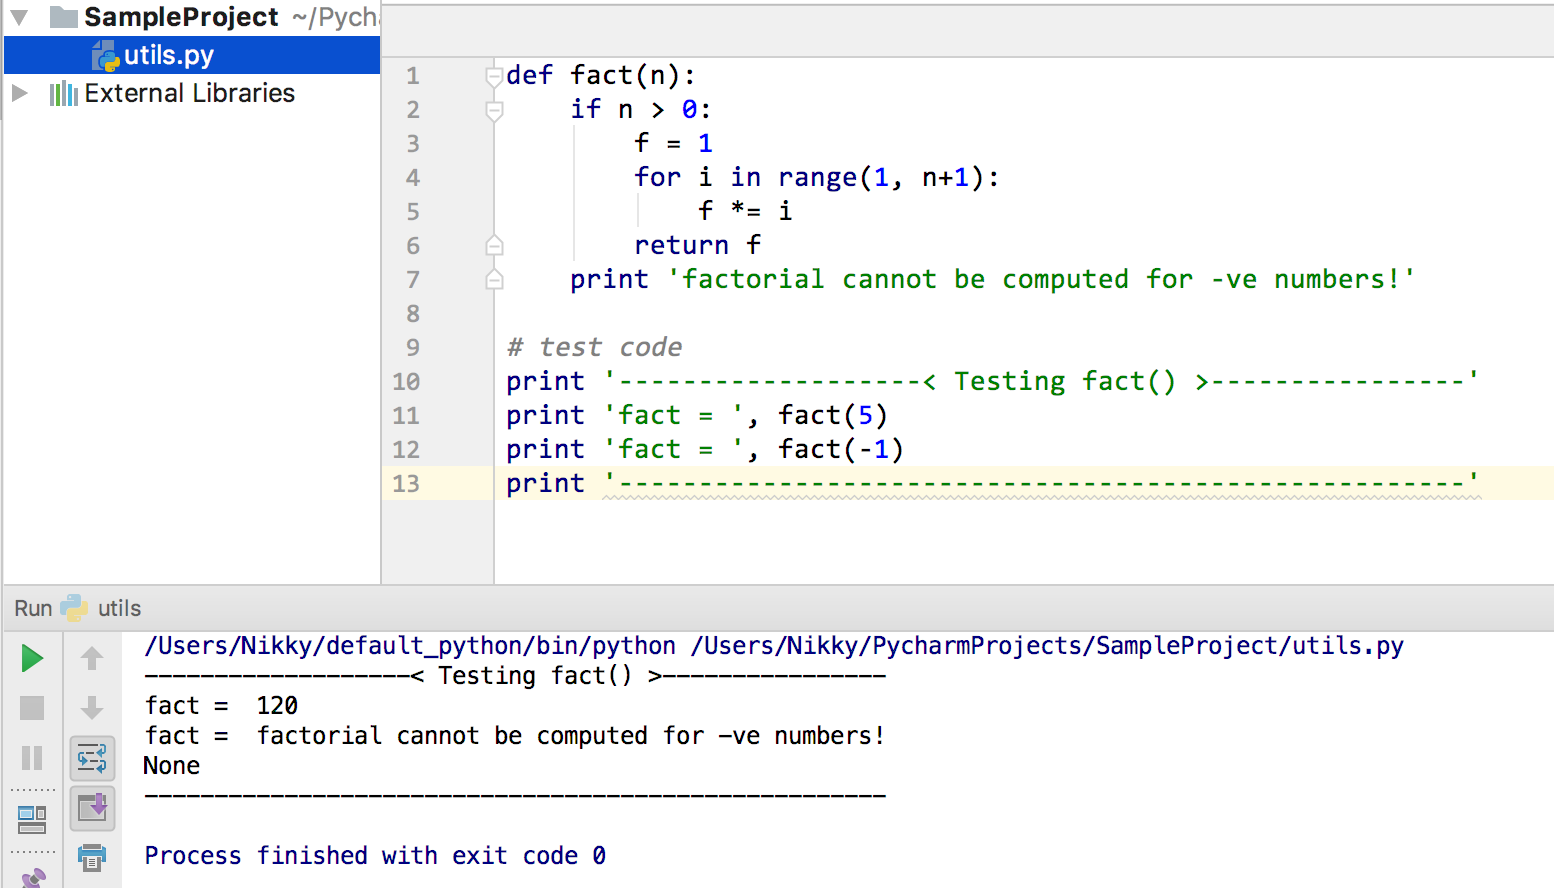 SampleProject ~/Pych
utils.py
External Libraries
1 def fact(n):
2     if n > 0:
3         f = 1
4         for i in range(1, n+1):
5             f *= i
6         return f
7     print 'factorial cannot be computed for -ve numbers!'
8
9 # test code
10 print '-------------------< Testing fact() >----------------'
11 print 'fact = ', fact(5)
12 print 'fact = ', fact(-1)
13 print '-----------------------------------------------------'
Run utils
/Users/Nikky/default_python/bin/python /Users/Nikky/PycharmProjects/SampleProject/utils.py
-------------------< Testing fact() >----------------
fact =  120
fact =  factorial cannot be computed for -ve numbers!
None
-----------------------------------------------------
Process finished with exit code 0